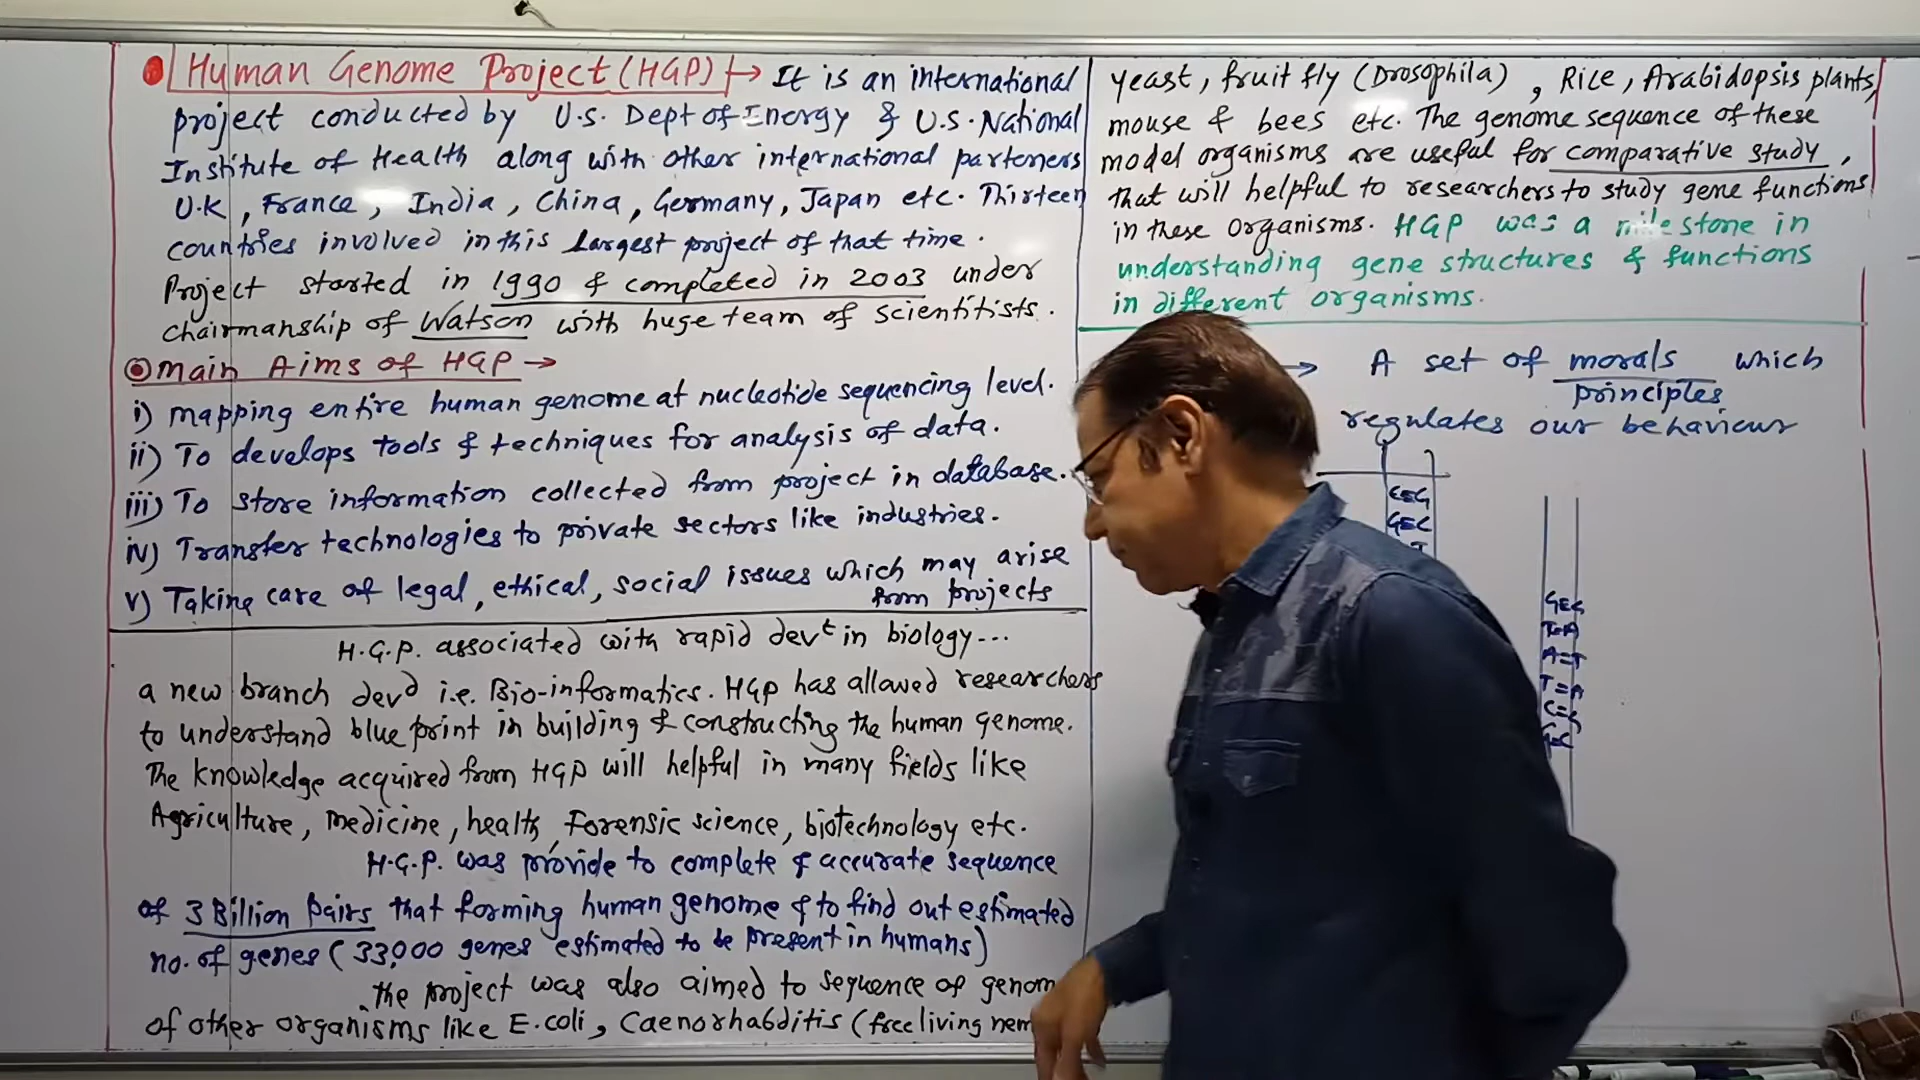 Human Genome Project (HGP) → It is an international
project conducted by U.S. Dept of Energy & U.S. National
Institute of Health along with other international parteners
U.K, France, India, China, Germany, Japan etc. Thirteen
countries involved in this largest project of that time.
Project started in 1990 & completed in 2003 under
chairmanship of Watson with huge team of scientitists.
Main Aims of HGP →
i) mapping entire human genome at nucleotide sequencing level.
ii) To develops tools & techniques for analysis of data.
iii) To store information collected from project in database.
iv) Transfer technologies to private sectors like industries.
v) Taking care of legal, ethical, social issues which may arise
from projects
H.G.P. associated with rapid devt in biology...
a new branch devd i.e. Bio-informatics. HGP has allowed researchers
to understand blue print in building & constructing the human genome.
The knowledge acquired from HGP will helpful in many fields like
Agriculture, medicine, health, Forensic science, biotechnology etc.
H.G.P. was provide to complete & accurate sequence
of 3 Billion pairs that forming human genome & to find out estimated
no. of genes (33,000 genes estimated to be present in humans)
The project was also aimed to sequence of genom
of other organisms like E.coli, Caenorhabditis (free living nem
yeast, fruit fly (Drosophila), Rice, Arabidopsis plants,
mouse & bees etc. The genome sequence of these
model organisms are useful for comparative study,
that will helpful to researchers to study gene functions
in these organisms. HGP was a milestone in
understanding gene structures & functions
in different organisms.
→ A set of morals which
principles
regulates our behaviour
C≡G
G≡C
T
G≡C
T=A
A=T
T=A
C≡G
G≡C